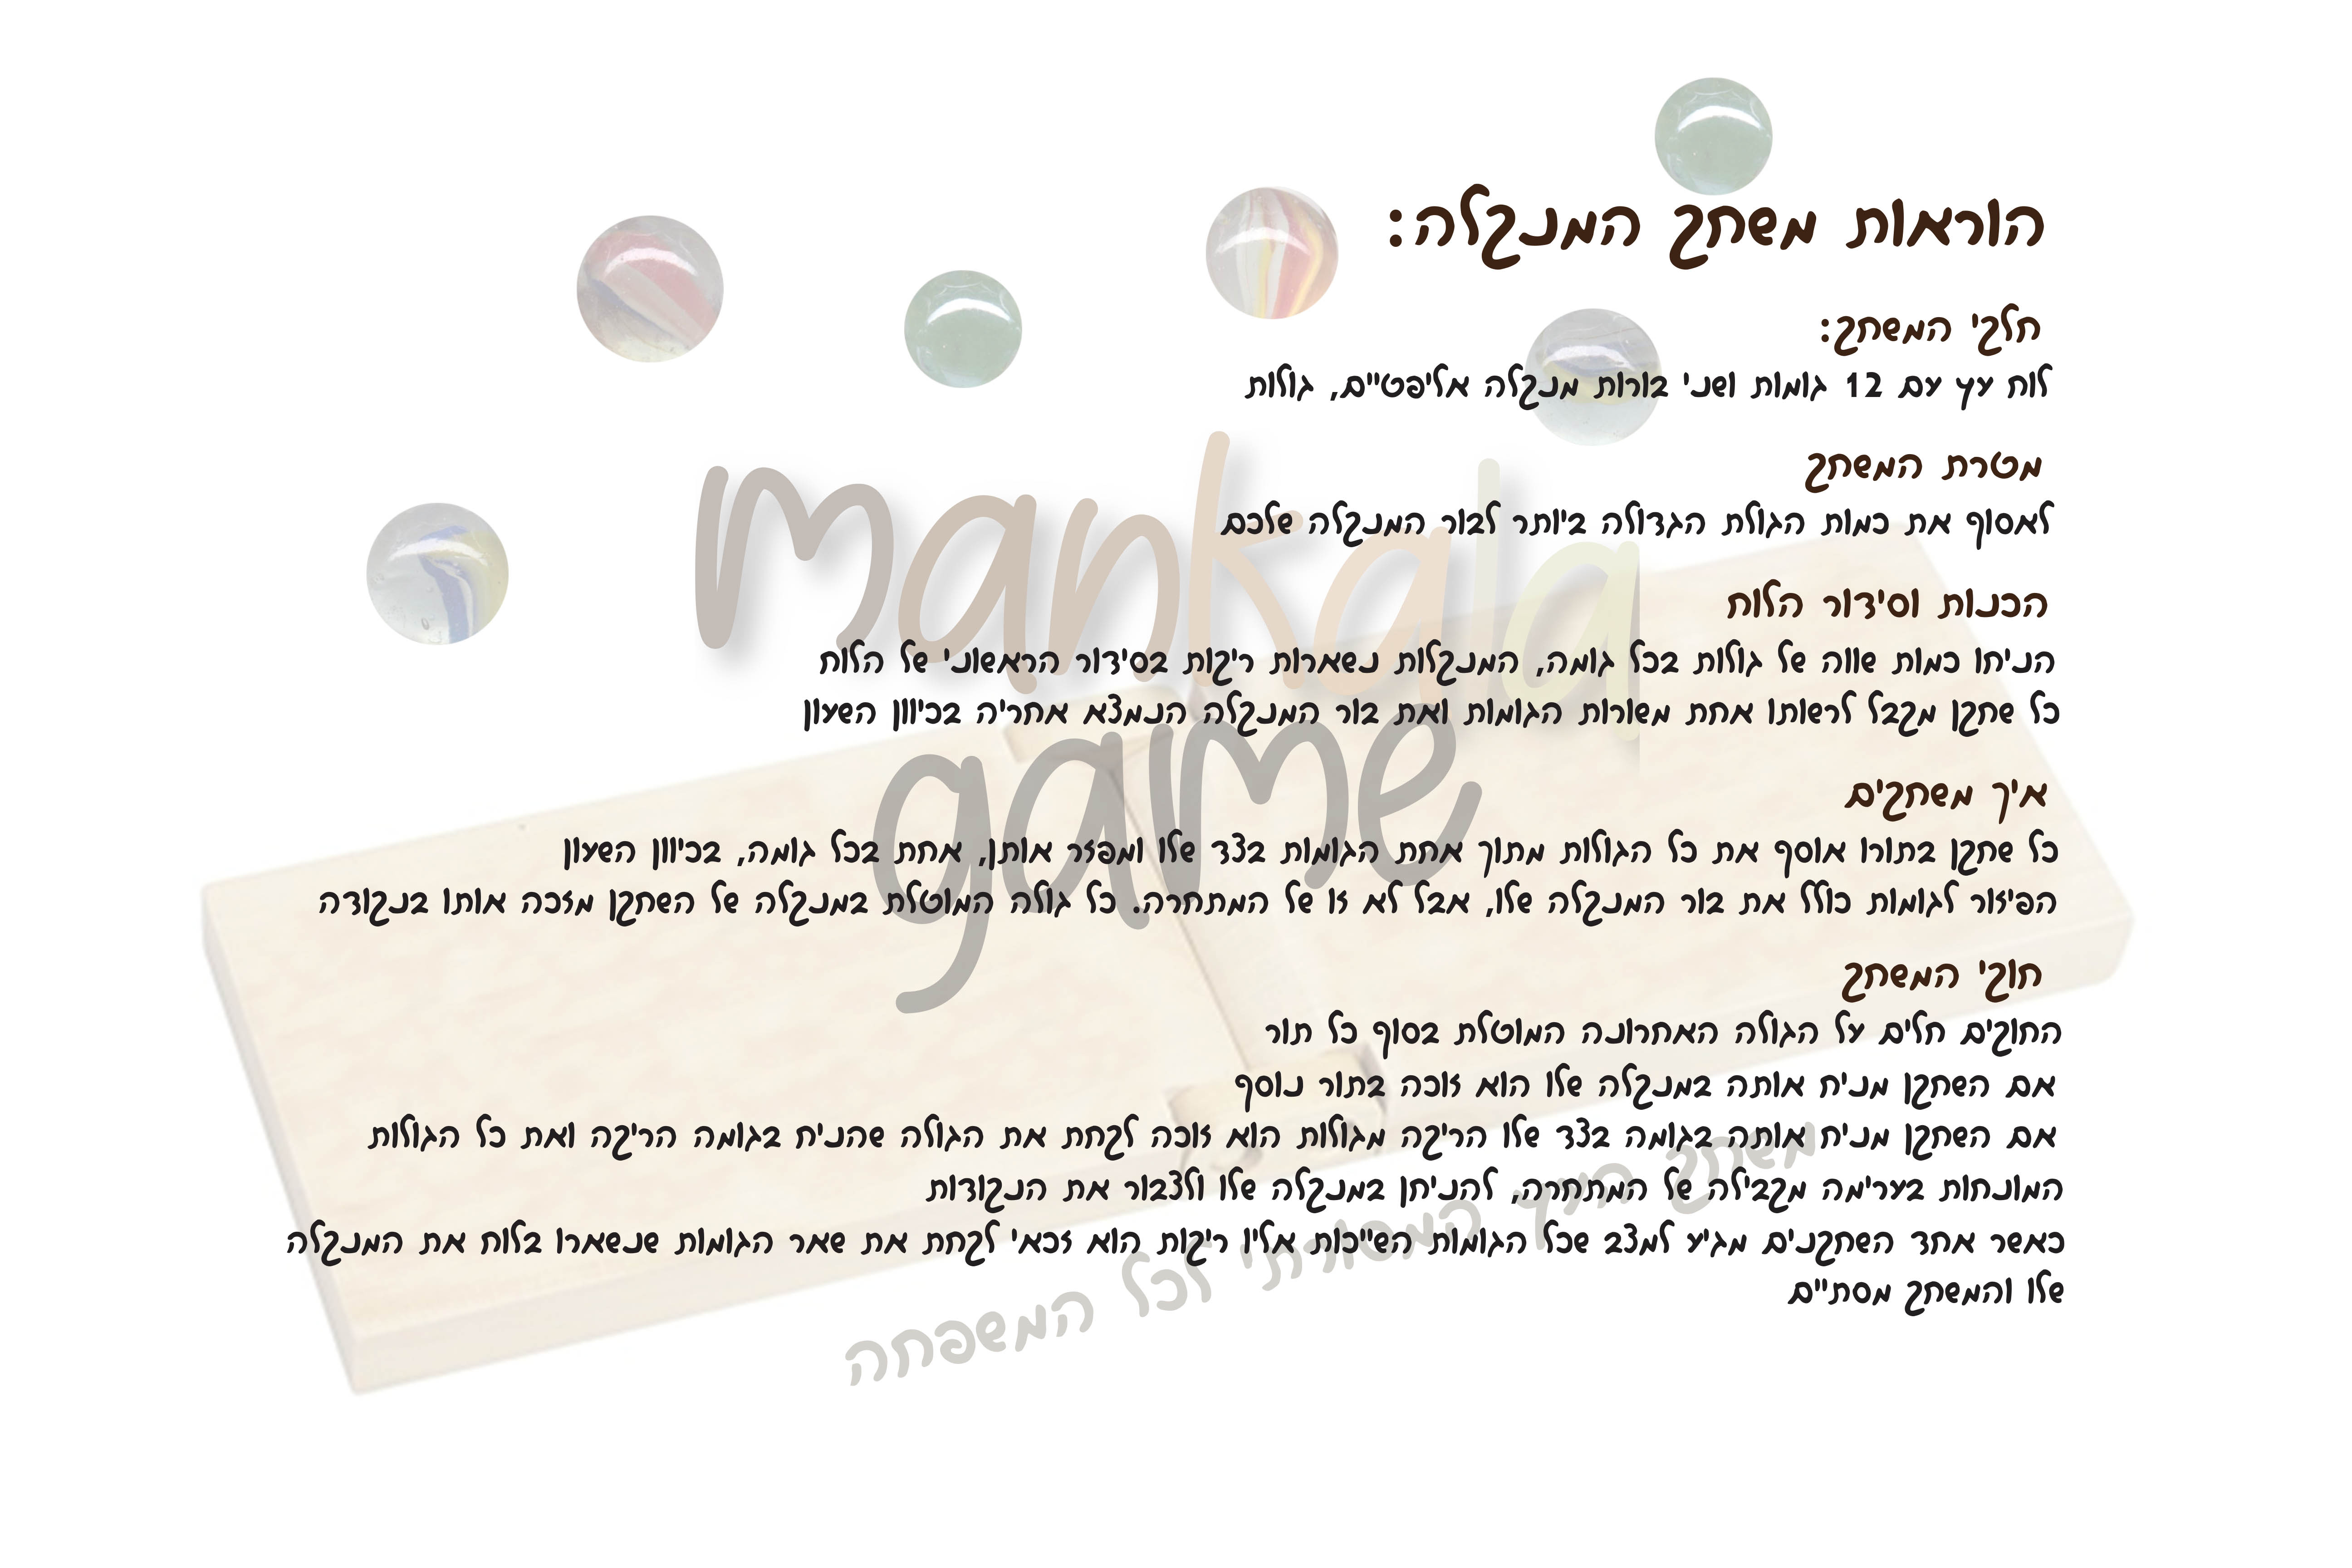 הוראות משחק המנקלה:
חלקי המשחק:
לוח עץ עם 12 גומות ושני בורות מנקלה אליפטיים, גולות
מטרת המשחק
לאסוף את כמות הגולת הגדולה ביותר לבור המנקלה שלכם
mankala
הכנות וסידור הלוח
הניחו כמות שווה של גולות בכל גומה, המנקלות נשארות ריקות בסידור הראשוני של הלוח
כל שחקן מקבל לרשותו אחת משורות הגומות ואת בור המנקלה הנמצא אחריה בכיוון השעון
game
איך משחקים
כל שחקן בתורו אוסף את כל הגולות מתוך אחת הגומות בצד שלו ומפזר אותן, אחת בכל גומה, בכיוון השעון
הפיזור לגומות כולל את בור המנקלה שלו, אבל לא זו של המתחרה. כל גולה המוטלת במנקלה של השחקן מזכה אותו בנקודה
חוקי המשחק
החוקים חלים על הגולה האחרונה המוטלת בסוף כל תור
אם השחקן מניח אותה במנקלה שלו הוא זוכה בתור נוסף
אם השחקן מניח אותה בגומה בצד שלו הריקה מגולות הוא זוכה לקחת את הגולה שהניח בגומה הריקה ואת כל הגולות
המונחות בערימה מקבילה של המתחרה, להניחן במנקלה שלו ולצבור את הנקודות
כאשר אחד השחקנים מגיע למצב שכל הגומות השייכות אליו ריקות הוא זכאי לקחת את שאר הגומות שנשארו בלוח את המנקלה
שלו והמשחק מסתיים
משחק העץ המסורתי לכל המשפחה